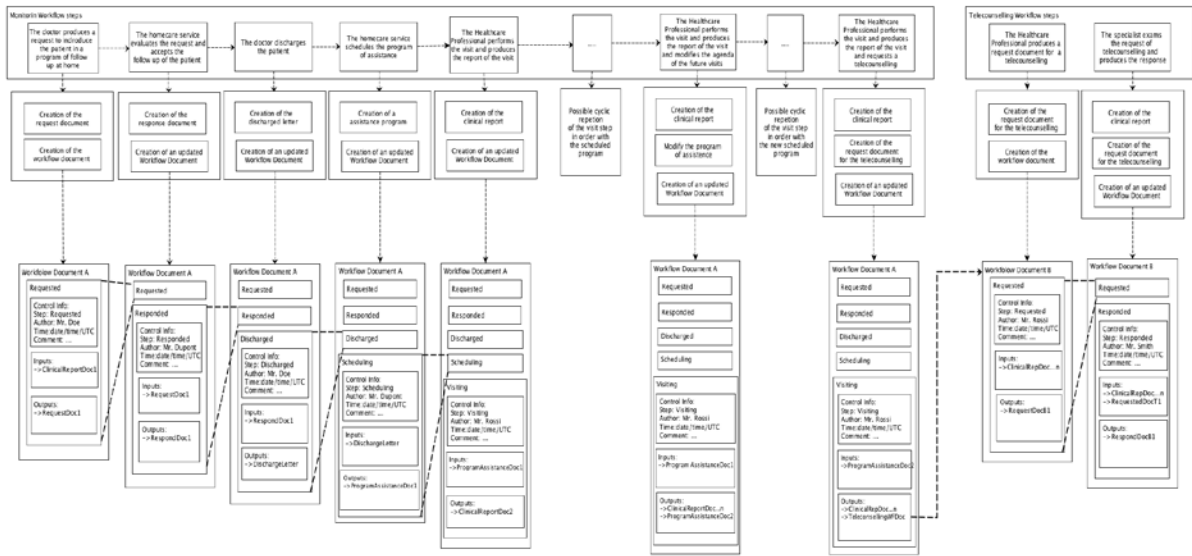 Monitorin Workflow steps
The doctor produces a
request to indroduce
the patient in a
program of follow
up at home
The homecare service
evaluates the request and
accepts the
follow up of the patient
The doctor discharges
the patient
The homecare service
schedules the program
of assistance
The Healthcare
Professional performs
the visit and produces
the report of the visit
....
The Healthcare
Professional performs
the visit and produces
the report of the visit
and modifies the agenda
of the future visits
....
The Healthcare
Professional performs
the visit and produces
the report of the visit
and requests a
telecounselling
Telecounselling Workflow steps
The Healthcare
Professional produces a
request document for a
telecounselling
The specialist exams
the request of
telecounselling and
produces the response
Creation of the
request document
Creation of the
workflow document
Creation of the
response document
Creation of an updated
Workflow Document
Creation of the
discharged letter
Creation of an updated
Workflow Document
Creation of a
assistance program
Creation of an updated
Workflow Document
Creation of the
clinical report
Creation of an updated
Workflow Document
Possible cyclic
repetion
of the visit step
in order with
the scheduled
program
Creation of the
clinical report
Modify the program
of assistence
Creation of an updated
Workflow Document
Possible cyclic
repetion
of the visit step
in order with
the new scheduled
program
Creation of the
clinical report
Creation of the
request document
for the telecounselling
Creation of an updated
Workflow Document
Creation of the
request document
for the telecounselling
Creation of the
workflow document
Creation of the
clinical report
Creation of the
request document
for the telecounselling
Creation of an updated
Workflow Document
Workfolow Document A
Requested
Control Info:
Step: Requested
Author: Mr. Doe
Time:date/time/UTC
Comment: ...
Inputs:
->ClinicalReportDoc1
Outputs:
->RequestDoc1
Workflow Document A
Requested
Responded
Control Info:
Step: Responded
Author: Mr. Dupont
Time:date/time/UTC
Comment: ...
Inputs:
->RequestDoc1
Outputs:
->RespondDoc1
Workflow Document A
Requested
Responded
Discharged
Control Info:
Step: Discharged
Author: Mr. Doe
Time:date/time/UTC
Comment: ...
Inputs:
->RespondDoc1
Outputs:
->DischargeLetter
Workflow Document A
Requested
Responded
Discharged
Scheduling
Control Info:
Step: Scheduling
Author: Mr. Dupont
Time:date/time/UTC
Comment: ...
Inputs:
->DischargeLetter
Outputs:
->ProgramAssistanceDoc1
Workflow Document A
Requested
Responded
Discharged
Scheduling
Visiting
Control Info:
Step: Visiting
Author: Mr. Rossi
Time:date/time/UTC
Comment: ...
Inputs:
->ProgramAssistanceDoc1
Outputs:
->ClinicalReportDoc2
Workflow Document A
Requested
Responded
Discharged
Scheduling
Visiting
Control Info:
Step: Visiting
Author: Mr. Rossi
Time:date/time/UTC
Comment: ...
Inputs:
->Program AssistanceDoc1
Outputs:
->ClinicalReportDoc...n
->ProgramAssistanceDoc2
Workflow Document A
Requested
Responded
Discharged
Scheduling
Visiting
Control Info:
Step: Visiting
Author: Mr. Rossi
Time:date/time/UTC
Comment: ...
Inputs:
->ProgramAssistanceDoc2
Outputs:
->ClinicalRepDoc...n
->TelecounsellingWFDoc
Workfolow Document B
Requested
Control Info:
Step: Requested
Author: Mr. Rossi
Time:date/time/UTC
Comment: ...
Inputs:
->ClinicalRepDoc...n
Outputs:
->RequestDocB1
Workflow Document B
Requested
Responded
Control Info:
Step: Responded
Author: Mr. Smith
Time:date/time/UTC
Comment: ...
Inputs:
->ClinicalRepDoc...n
->RequestedDocT1
Outputs:
->RespondDocB1